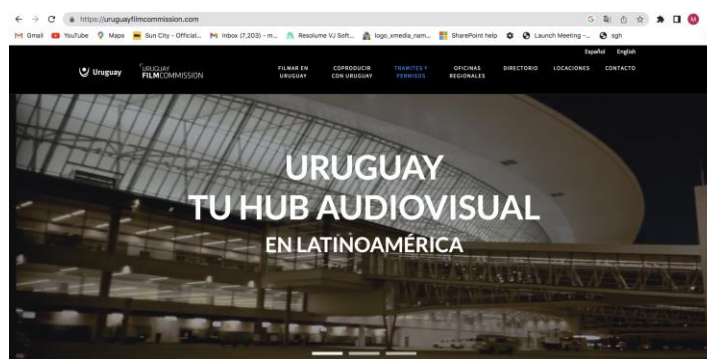 https://uruguayfilmcommission.com
Gmail YouTube Maps Sun City - Official... Inbox (7,203) - m... Resolume VJ Soft... logo_xmedia_nam... SharePoint help Launch Meeting -... sgh
Español English
Uruguay URUGUAY FILMCOMMISSION
FILMAR EN URUGUAY COPRODUCIR CON URUGUAY TRAMITES Y PERMISOS OFICINAS REGIONALES DIRECTORIO LOCACIONES CONTACTO
URUGUAY
TU HUB AUDIOVISUAL
EN LATINOAMÉRICA